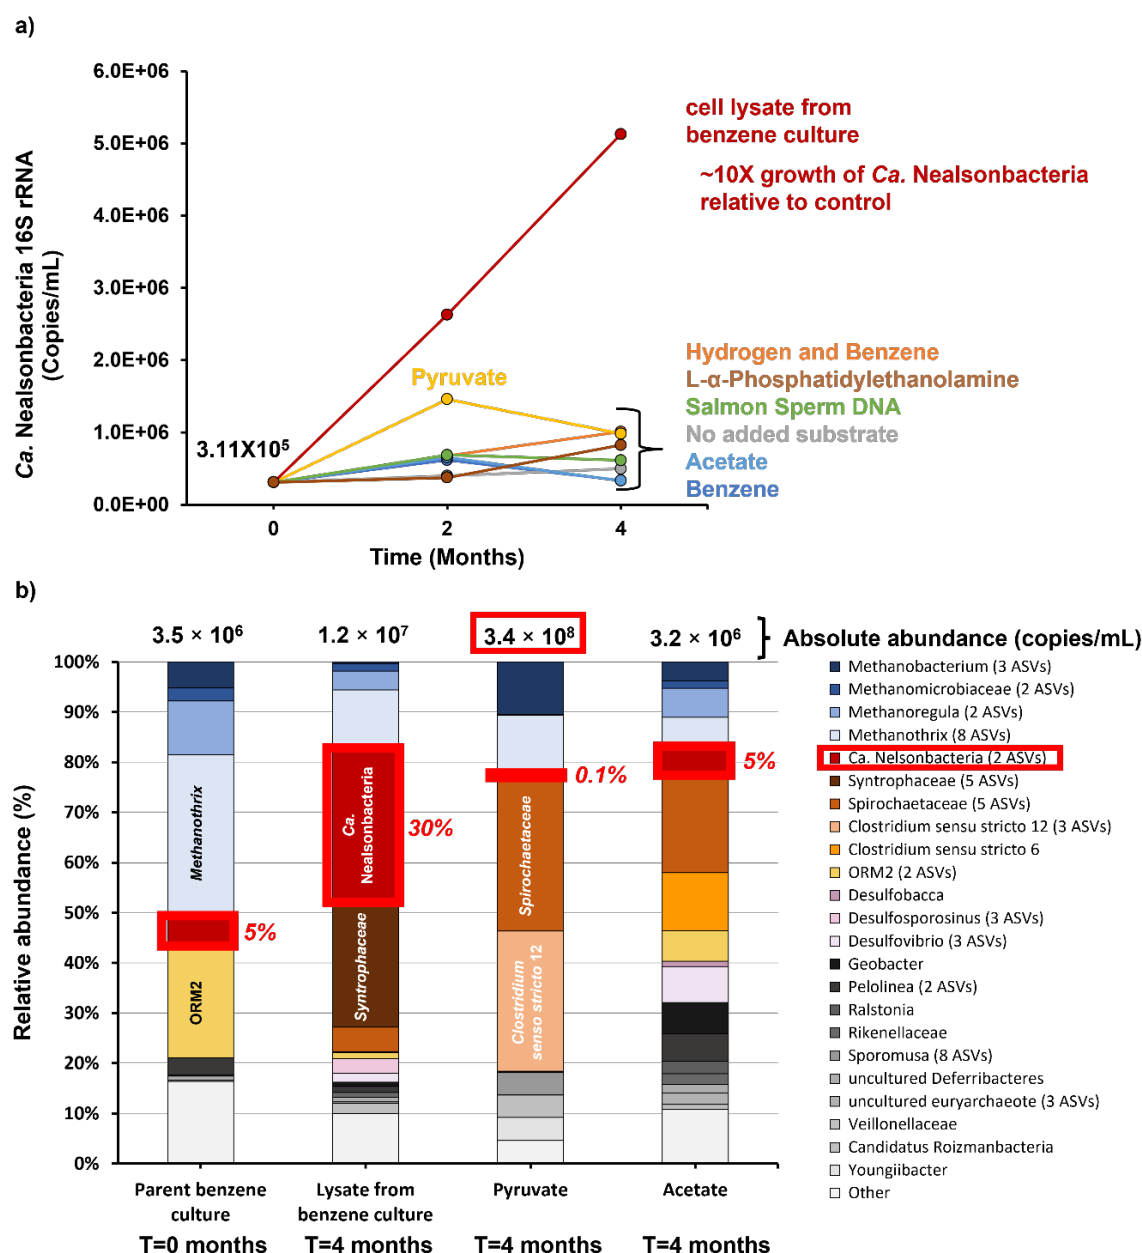 a)
6.0E+06
5.0E+06
4.0E+06
3.0E+06
2.0E+06
1.0E+06
0.0E+00
Ca. Nealsonbacteria 16S rRNA
(Copies/mL)
cell lysate from
benzene culture
~10X growth of Ca. Nealsonbacteria
relative to control
Pyruvate
3.11X10⁵
Hydrogen and Benzene
L-α-Phosphatidylethanolamine
Salmon Sperm DNA
No added substrate
Acetate
Benzene
0
2
4
Time (Months)
b)
3.5 × 10⁶
1.2 × 10⁷
3.4 × 10⁸
3.2 × 10⁶
Absolute abundance (copies/mL)
100%
90%
80%
70%
60%
50%
40%
30%
20%
10%
0%
Relative abundance (%)
Methanothrix
5%
ORM2
Ca.
Nealsonbacteria
30%
Syntrophaceae
0.1%
Spirochaetaceae
Clostridium
senso stricto 12
5%
Methanobacterium (3 ASVs)
Methanomicrobiaceae (2 ASVs)
Methanoregula (2 ASVs)
Methanothrix (8 ASVs)
Ca. Nelsonbacteria (2 ASVs)
Syntrophaceae (5 ASVs)
Spirochaetaceae (5 ASVs)
Clostridium sensu stricto 12 (3 ASVs)
Clostridium sensu stricto 6
ORM2 (2 ASVs)
Desulfobacca
Desulfosporosinus (3 ASVs)
Desulfovibrio (3 ASVs)
Geobacter
Pelolinea (2 ASVs)
Ralstonia
Rikenellaceae
Sporomusa (8 ASVs)
uncultured Deferribacteres
uncultured euryarchaeote (3 ASVs)
Veillonellaceae
Candidatus Roizmanbacteria
Youngiibacter
Other
Parent benzene
culture
Lysate from
benzene culture
Pyruvate
Acetate
T=0 months
T=4 months
T=4 months
T=4 months